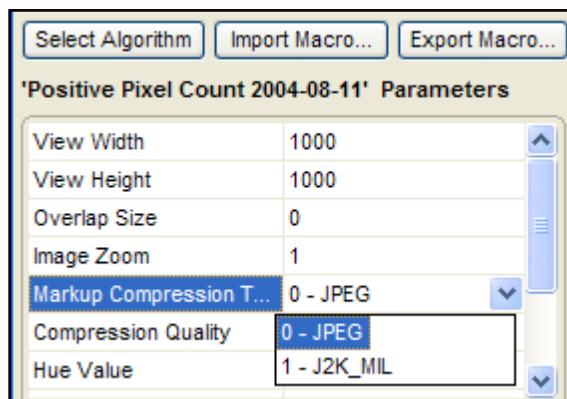 Select Algorithm Import Macro... Export Macro...
'Positive Pixel Count 2004-08-11' Parameters
View Width 1000
View Height 1000
Overlap Size 0
Image Zoom 1
Markup Compression T... 0 - JPEG
Compression Quality 0 - JPEG
Hue Value 1 - J2K_MIL